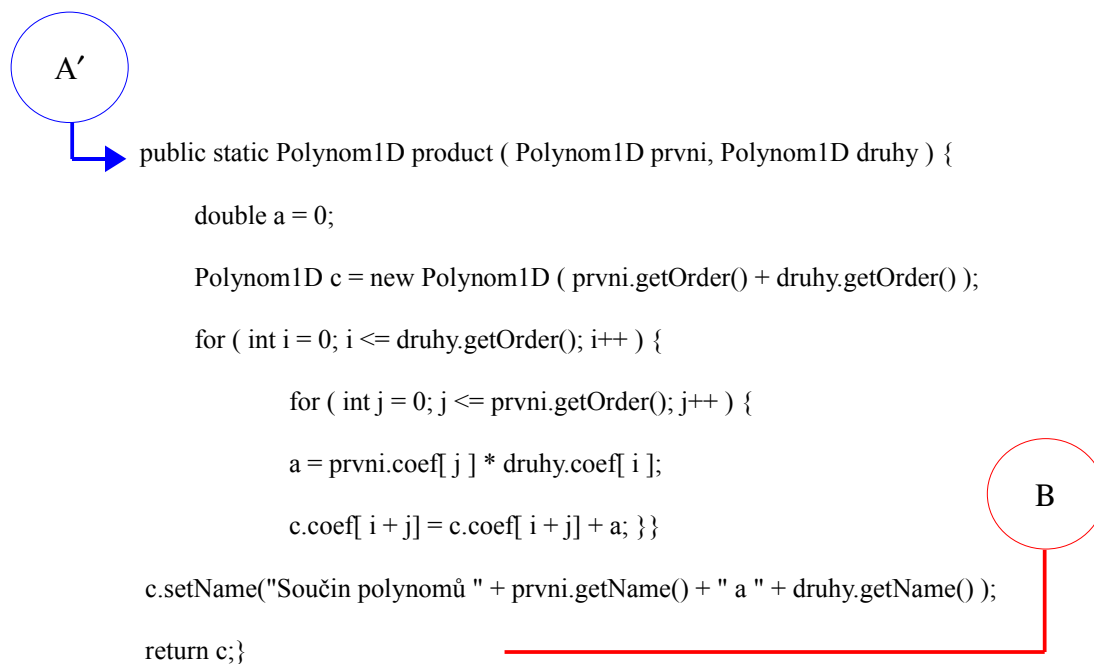 A′
public static Polynom1D product ( Polynom1D prvni, Polynom1D druhy ) {
double a = 0;
Polynom1D c = new Polynom1D ( prvni.getOrder() + druhy.getOrder() );
for ( int i = 0; i <= druhy.getOrder(); i++ ) {
for ( int j = 0; j <= prvni.getOrder(); j++ ) {
a = prvni.coef[ j ] * druhy.coef[ i ];
B
c.coef[ i + j] = c.coef[ i + j] + a; }}
c.setName("Součin polynomů " + prvni.getName() + " a " + druhy.getName() );
return c;}